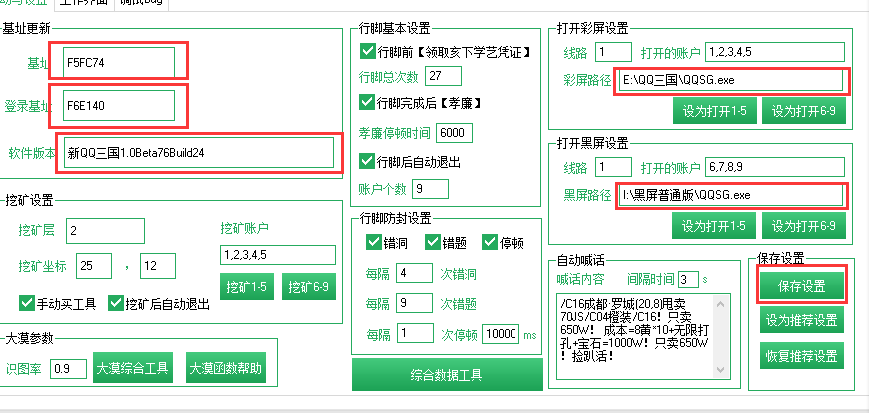 动与设置 工作界面 调试bug
基址更新
基址 F5FC74
登录基址 F6E140
软件版本 新QQ三国1.0Beta76Build24
挖矿设置
挖矿层 2
挖矿坐标 25 , 12
手动买工具 挖矿后自动退出
挖矿账户
1,2,3,4,5
挖矿1-5 挖矿6-9
大漠参数
识图率 0.9 大漠综合工具 大漠函数帮助
行脚基本设置
行脚前【领取亥下学艺凭证】
行脚总次数 27
行脚完成后【孝廉】
孝廉停顿时间 6000
行脚后自动退出
账户个数 9
行脚防封设置
错洞 错题 停顿
每隔 4 次错洞
每隔 9 次错题
每隔 1 次停顿 10000 ms
综合数据工具
打开彩屏设置
线路 1 打开的账户 1,2,3,4,5
彩屏路径 E:\QQ三国\QQSG.exe
设为打开1-5 设为打开6-9
打开黑屏设置
线路 1 打开的账户 6,7,8,9
黑屏路径 I:\黑屏普通版\QQSG.exe
设为打开1-5 设为打开6-9
自动喊话
喊话内容 间隔时间 3 s
/C16成都:罗城(20,8)甩卖
70JS/C04橙装/C16！只卖
650W！成本=8黄*10+无限打
孔+宝石=1000W！只卖650W
！捡趴活！
保存设置
保存设置
设为推荐设置
恢复推荐设置